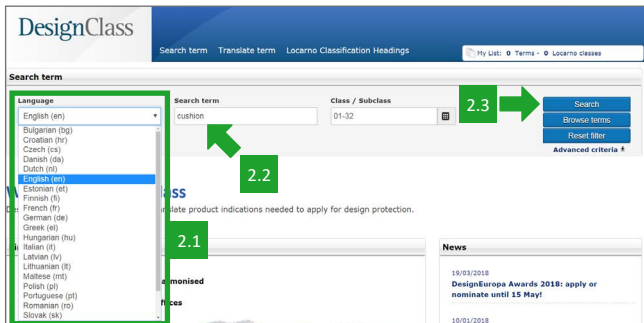 DesignClass
Search term Translate term Locarno Classification Headings
My List: 0 Terms - 0 Locarno classes
Search term
Language Search term Class / Subclass
English (en) cushion 01-32
2.3
Search
Browse terms
Reset filter
Advanced criteria
Bulgarian (bg)
Croatian (hr)
Czech (cs)
Danish (da)
Dutch (nl)
English (en)
Estonian (et)
Finnish (fi)
French (fr)
German (de)
Greek (el)
Hungarian (hu)
Italian (it)
Latvian (lv)
Lithuanian (lt)
Maltese (mt)
Polish (pl)
Portuguese (pt)
Romanian (ro)
Slovak (sk)
2.2
2.1
product indications needed to apply for design protection.
News
19/03/2018
DesignEuropa Awards 2018: apply or
nominate until 15 May!
10/01/2018